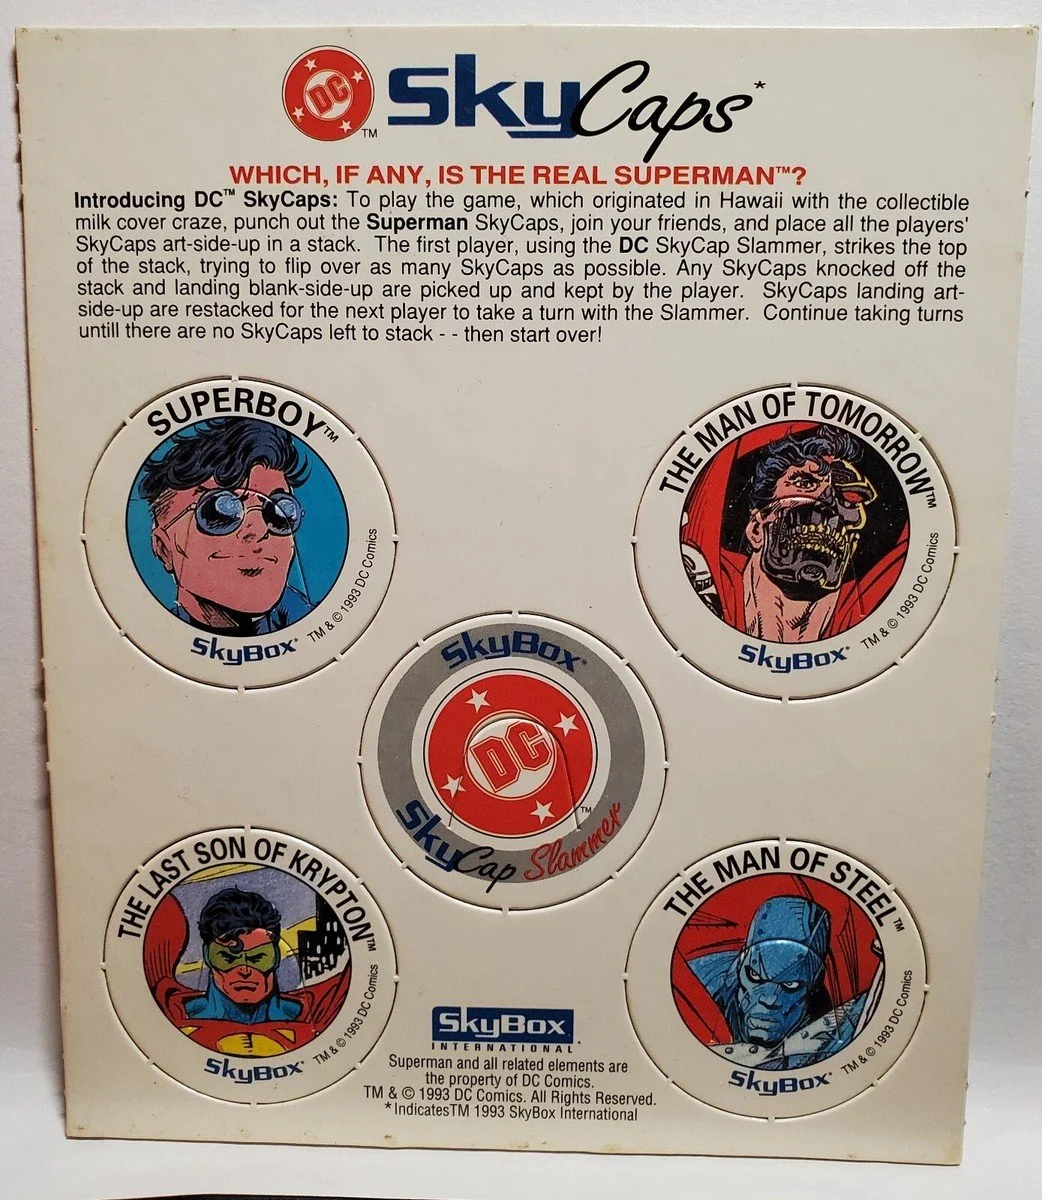 DC™ SkyCaps*
WHICH, IF ANY, IS THE REAL SUPERMAN™?
Introducing DC™ SkyCaps: To play the game, which originated in Hawaii with the collectible
milk cover craze, punch out the Superman SkyCaps, join your friends, and place all the players'
SkyCaps art-side-up in a stack. The first player, using the DC SkyCap Slammer, strikes the top
of the stack, trying to flip over as many SkyCaps as possible. Any SkyCaps knocked off the
stack and landing blank-side-up are picked up and kept by the player. SkyCaps landing art-
side-up are restacked for the next player to take a turn with the Slammer. Continue taking turns
untill there are no SkyCaps left to stack - - then start over!
SUPERBOY™
SkyBox*
TM & © 1993 DC Comics
THE MAN OF TOMORROW™
SkyBox*
TM & © 1993 DC Comics
SkyBox*
DC™
SkyCap Slammer
THE LAST SON OF KRYPTON™
SkyBox*
TM & © 1993 DC Comics
THE MAN OF STEEL™
SkyBox*
TM & © 1993 DC Comics
SkyBox*
INTERNATIONAL
Superman and all related elements are
the property of DC Comics.
TM & © 1993 DC Comics. All Rights Reserved.
*IndicatesTM 1993 SkyBox International